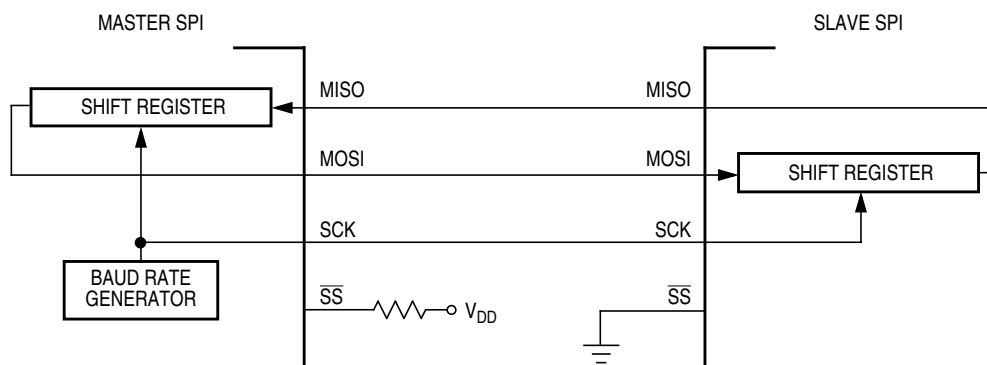 MASTER SPI
SLAVE SPI
SHIFT REGISTER
MISO
MISO
MOSI
MOSI
SHIFT REGISTER
SCK
SCK
BAUD RATE
GENERATOR
SS
VDD
SS